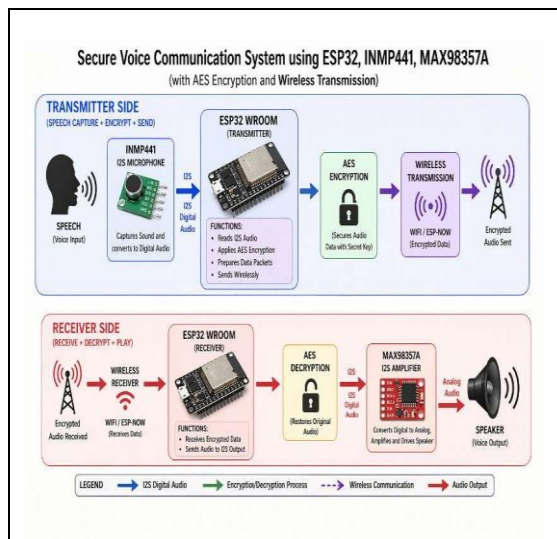 Secure Voice Communication System using ESP32, INMP441, MAX98357A
(with AES Encryption and Wireless Transmission)
TRANSMITTER SIDE
(SPEECH CAPTURE + ENCRYPT + SEND)
SPEECH
(Voice Input)
INMP441
I2S MICROPHONE
Captures Sound and
converts to Digital Audio
I2S
I2S
Digital
Audio
ESP32 WROOM
(TRANSMITTER)
FUNCTIONS:
• Reads I2S Audio
• Applies AES Encryption
• Prepares Data Packets
• Sends Wirelessly
AES
ENCRYPTION
(Secures Audio
Data with Secret Key)
WIRELESS
TRANSMISSION
WIFI / ESP-NOW
(Encrypted Data)
Encrypted
Audio Sent
RECEIVER SIDE
(RECEIVE + DECRYPT + PLAY)
Encrypted
Audio Received
WIRELESS
RECEIVER
WIFI / ESP-NOW
(Receives Data)
ESP32 WROOM
(RECEIVER)
FUNCTIONS:
• Receives Encrypted Data
• Sends Audio to I2S Output
AES
DECRYPTION
(Restores Original
Audio)
I2S
I2S
Digital
Audio
MAX98357A
I2S AMPLIFIER
Converts Digital to Analog,
Amplifies and Drives Speaker
Analog
Audio
SPEAKER
(Voice Output)
LEGEND
I2S Digital Audio
Encryption/Decryption Process
Wireless Communication
Audio Output